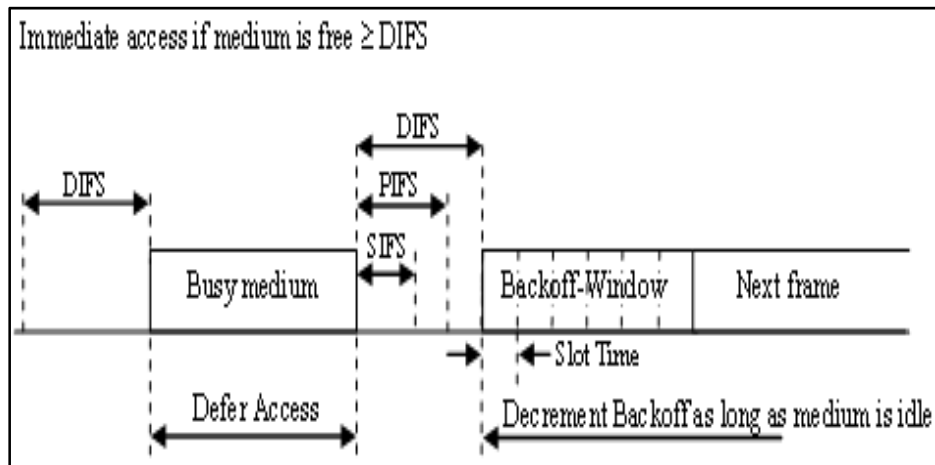 Immediate access if medium is free ≥ DIFS
DIFS
DIFS
PIFS
SIFS
Busy medium
Backoff-Window
Next frame
Slot Time
Defer Access
Decrement Backoff as long as medium is idle